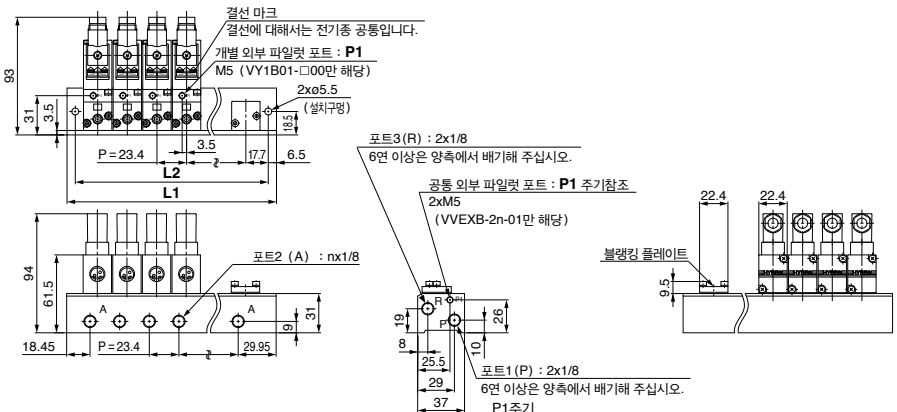 결선 마크
결선에 대해서는 전기종 공통입니다.
개별 외부 파일럿 포트 : P1
M5 (VY1B01-□00만 해당)
2xø5.5
(설치구멍)
93
31
3.5
18.5
3.5
P=23.4
17.7
6.5
L2
L1
포트3(R) : 2x1/8
6연 이상은 양측에서 배기해 주십시오.
공통 외부 파일럿 포트 : P1 주기참조
2xM5
(VVEXB-2n-01만 해당)
22.4
22.4
블랭킹 플레이트
9.5
94
61.5
포트2 (A) : nx1/8
A
A
31
9
18.45
P=23.4
29.95
R
P1
P
19
26
10
8
25.5
29
37
포트1(P) : 2x1/8
6연 이상은 양측에서 배기해 주십시오.
P1주기